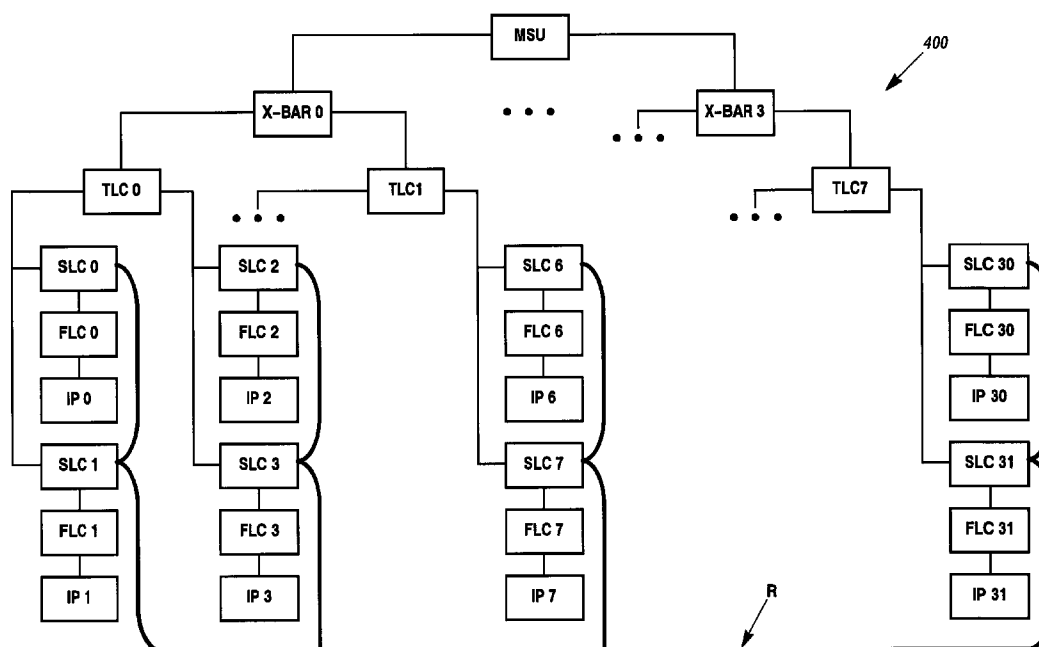 MSU
400
X-BAR 0
X-BAR 3
TLC 0
TLC1
TLC7
SLC 0
SLC 2
SLC 6
SLC 30
FLC 0
FLC 2
FLC 6
FLC 30
IP 0
IP 2
IP 6
IP 30
SLC 1
SLC 3
SLC 7
SLC 31
FLC 1
FLC 3
FLC 7
FLC 31
IP 1
IP 3
IP 7
IP 31
R